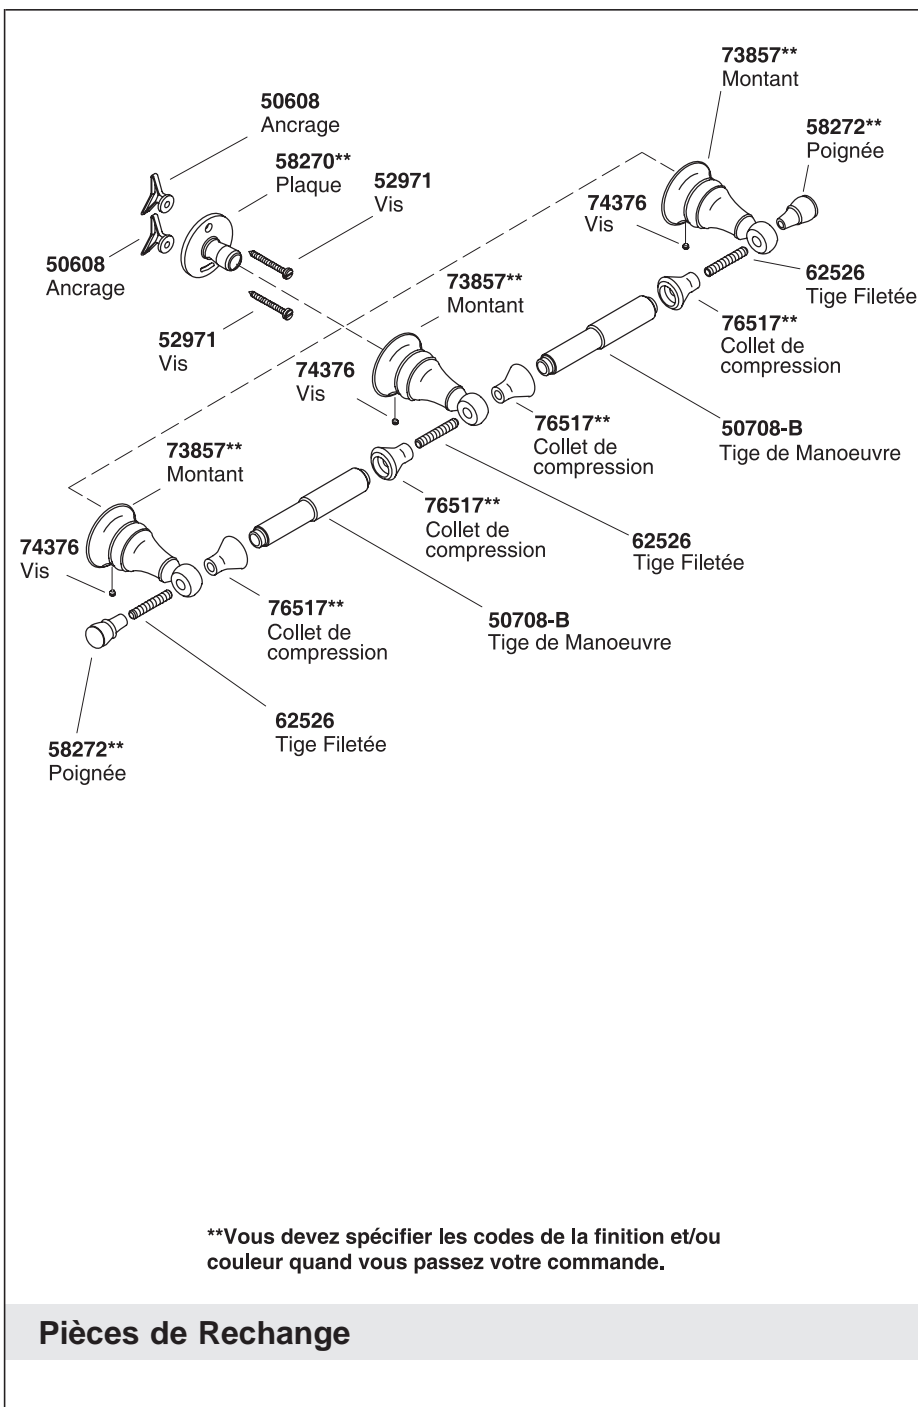 73857**
Montant
50608
Ancrage
58272**
Poignée
58270**
Plaque
52971
Vis
74376
Vis
50608
Ancrage
62526
Tige Filetée
73857**
Montant
76517**
Collet de
compression
52971
Vis
74376
Vis
76517**
Collet de
compression
50708-B
Tige de Manoeuvre
73857**
Montant
76517**
Collet de
compression
62526
Tige Filetée
74376
Vis
76517**
Collet de
compression
50708-B
Tige de Manoeuvre
62526
Tige Filetée
58272**
Poignée
**Vous devez spécifier les codes de la finition et/ou
couleur quand vous passez votre commande.
Pièces de Rechange